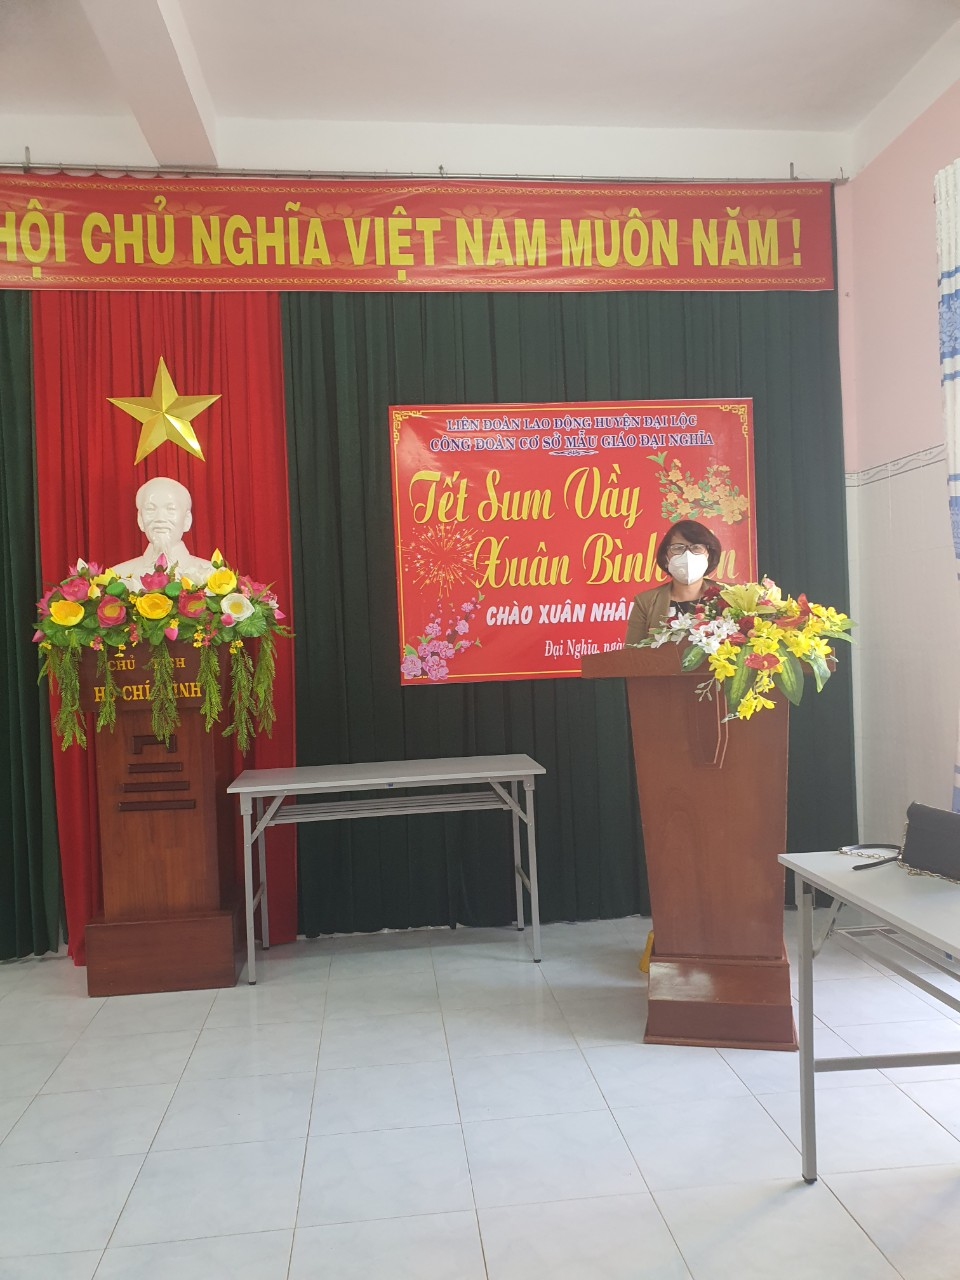 HỘI CHỦ NGHĨA VIỆT NAM MUÔN NĂM !
LIÊN ĐOÀN LAO ĐỘNG HUYỆN ĐẠI LỘC
CÔNG ĐOÀN CƠ SỞ MẪU GIÁO ĐẠI NGHĨA
Tết Sum Vầy
Xuân Bình
CHÀO XUÂN NHÂM
Đại Nghĩa, ngày
CHỦ TỊCH
HỒ CHÍ MINH